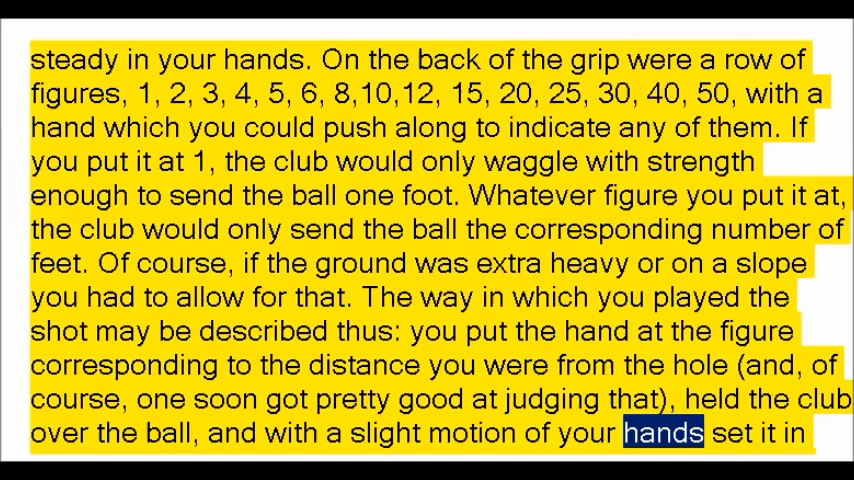 steady in your hands. On the back of the grip were a row of
figures, 1, 2, 3, 4, 5, 6, 8,10,12, 15, 20, 25, 30, 40, 50, with a
hand which you could push along to indicate any of them. If
you put it at 1, the club would only waggle with strength
enough to send the ball one foot. Whatever figure you put it at,
the club would only send the ball the corresponding number of
feet. Of course, if the ground was extra heavy or on a slope
you had to allow for that. The way in which you played the
shot may be described thus: you put the hand at the figure
corresponding to the distance you were from the hole (and, of
course, one soon got pretty good at judging that), held the club
over the ball, and with a slight motion of your hands set it in